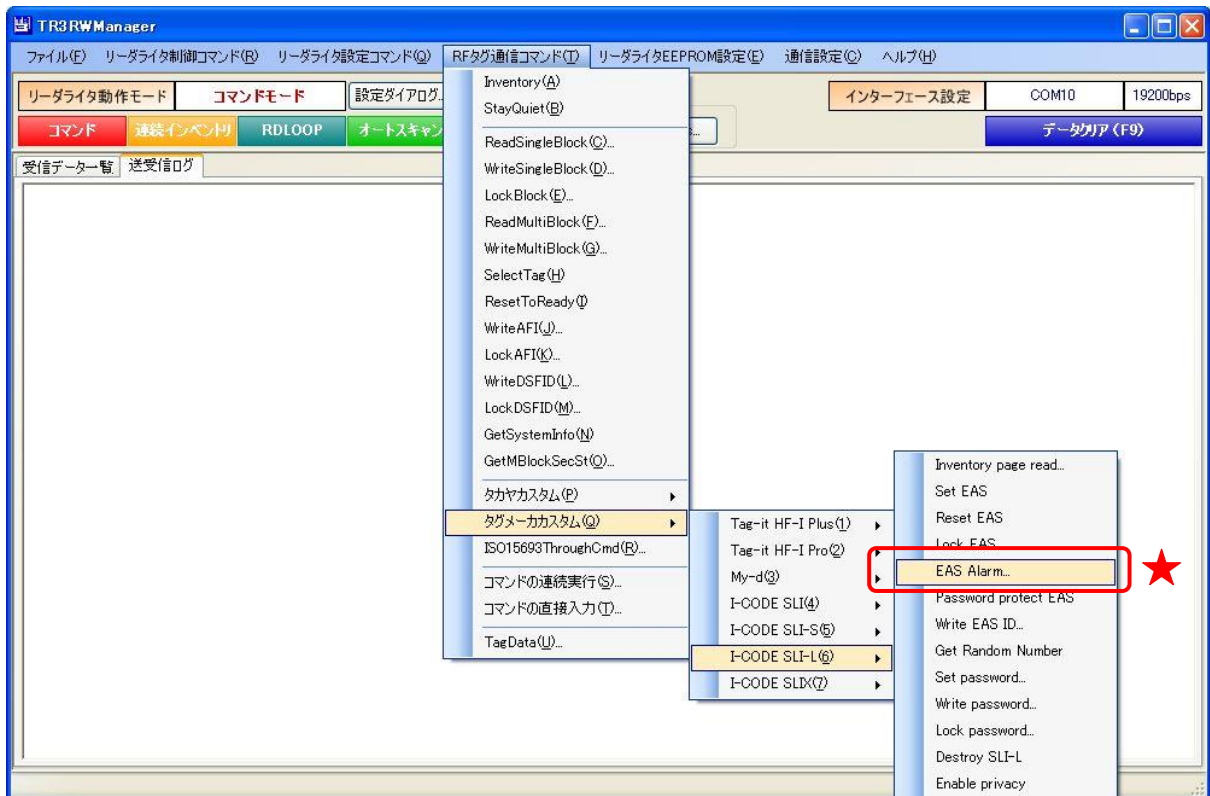 TR3RWManager
ファイル(F) リーダライタ制御コマンド(R) リーダライタ設定コマンド(Q) RFタグ通信コマンド(T) リーダライタEEPROM設定(E) 通信設定(C) ヘルプ(H)
リーダライタ動作モード コマンドモード 設定ダイアログ... インターフェース設定 COM10 19200bps
コマンド 連続インベントリ RDLOOP オートスキャン データクリア(F9)
受信データ一覧 送受信ログ
Inventory(A)
StayQuiet(B)
ReadSingleBlock(C)...
WriteSingleBlock(D)...
LockBlock(E)...
ReadMultiBlock(F)...
WriteMultiBlock(G)...
SelectTag(H)
ResetToReady(I)
WriteAFI(J)...
LockAFI(K)...
WriteDSFID(L)...
LockDSFID(M)...
GetSystemInfo(N)
GetMBlockSecSt(O)...
タカヤカスタム(P)
タグメーカカスタム(Q)
ISO15693ThroughCmd(R)...
コマンドの連続実行(S)...
コマンドの直接入力(T)...
TagData(U)...
Tag-it HF-I Plus(1)
Tag-it HF-I Pro(2)
My-d(3)
I-CODE SLI(4)
I-CODE SLI-S(5)
I-CODE SLI-L(6)
I-CODE SLIX(7)
Inventory page read...
Set EAS
Reset EAS
Lock EAS
EAS Alarm...
Password protect EAS
Write EAS ID...
Get Random Number
Set password...
Write password...
Lock password...
Destroy SLI-L
Enable privacy